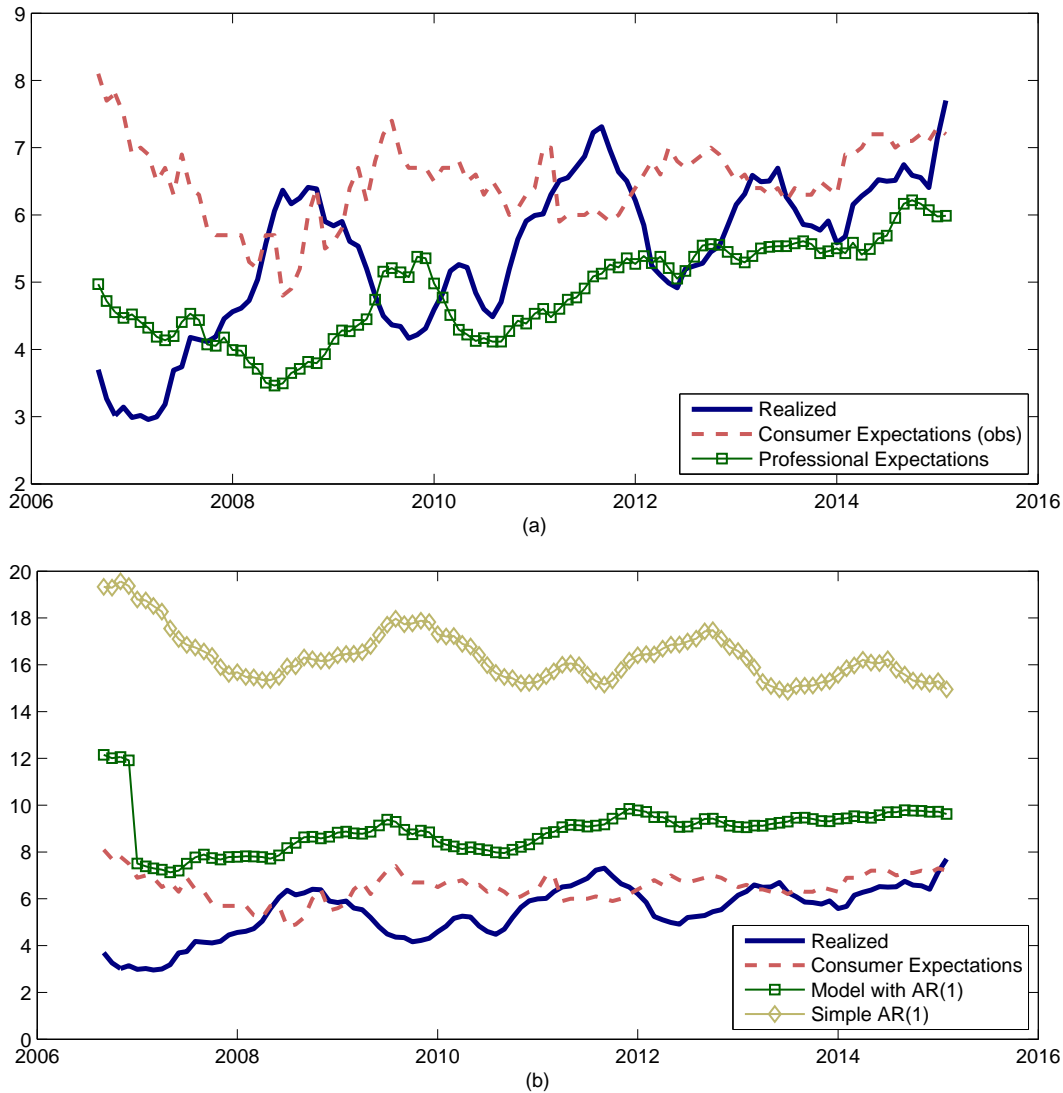 9
8
7
6
5
4
3
2
Realized
Consumer Expectations (obs)
Professional Expectations
2006 2008 2010 2012 2014 2016
(a)
20
18
16
14
12
10
8
6
4
2
0
Realized
Consumer Expectations
Model with AR(1)
Simple AR(1)
2006 2008 2010 2012 2014 2016
(b)